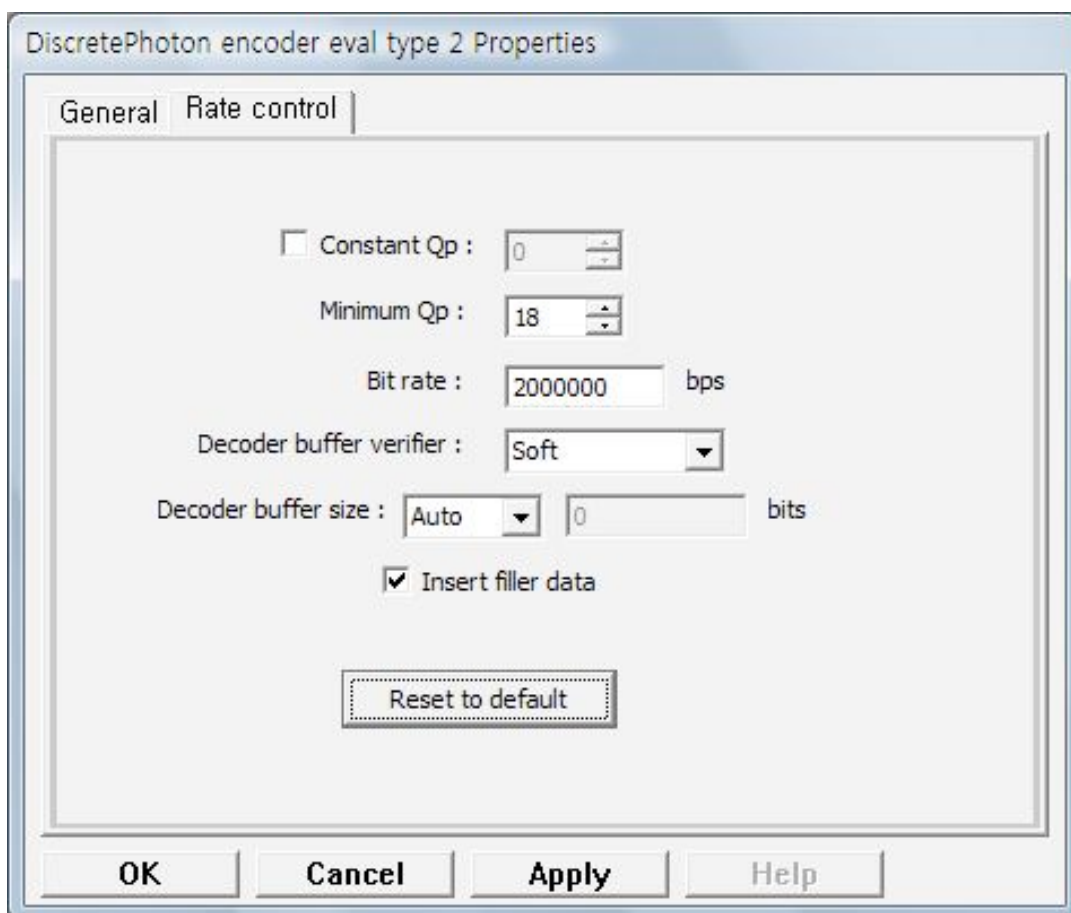 DiscretePhoton encoder eval type 2 Properties
General Rate control
Constant Qp : 0
Minimum Qp : 18
Bit rate : 2000000 bps
Decoder buffer verifier : Soft
Decoder buffer size : Auto 0 bits
Insert filler data
Reset to default
OK Cancel Apply Help